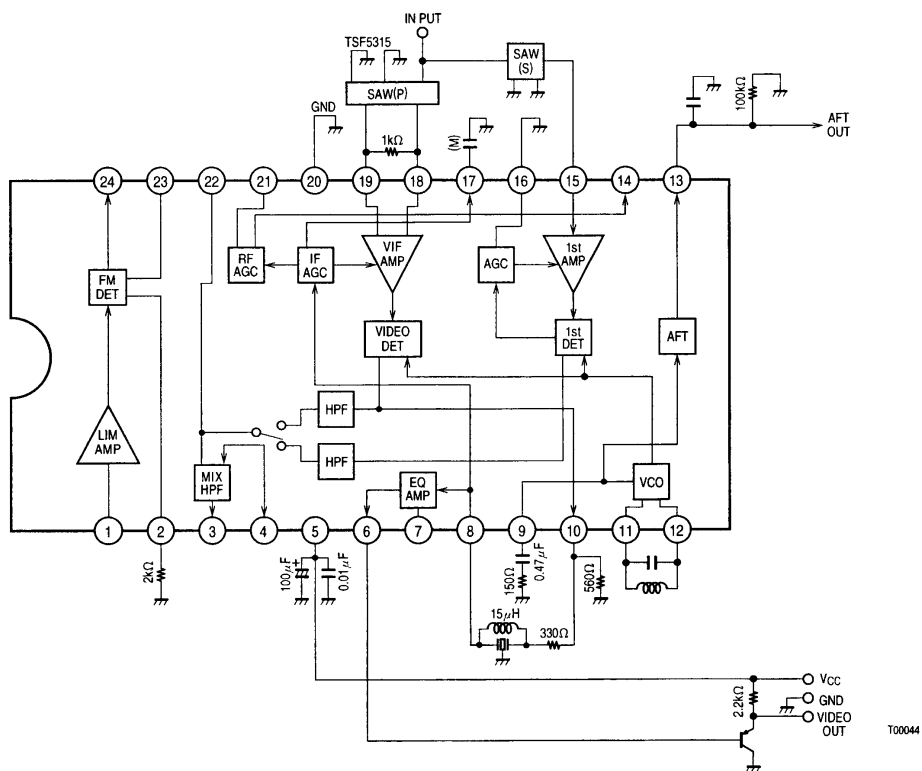 IN PUT
TSF5315
SAW(P)
SAW
(S)
GND
1kΩ
(M)
100kΩ
AFT
OUT
24
23
22
21
20
19
18
17
16
15
14
13
FM
DET
RF
AGC
IF
AGC
VIF
AMP
AGC
1st
AMP
VIDEO
DET
1st
DET
AFT
LIM
AMP
HPF
HPF
MIX
HPF
EQ
AMP
VCO
1
2
3
4
5
6
7
8
9
10
11
12
2kΩ
100μF
+
0.01μF
150Ω
0.47μF
560Ω
15μH
330Ω
VCC
2.2kΩ
GND
VIDEO
OUT
T00044